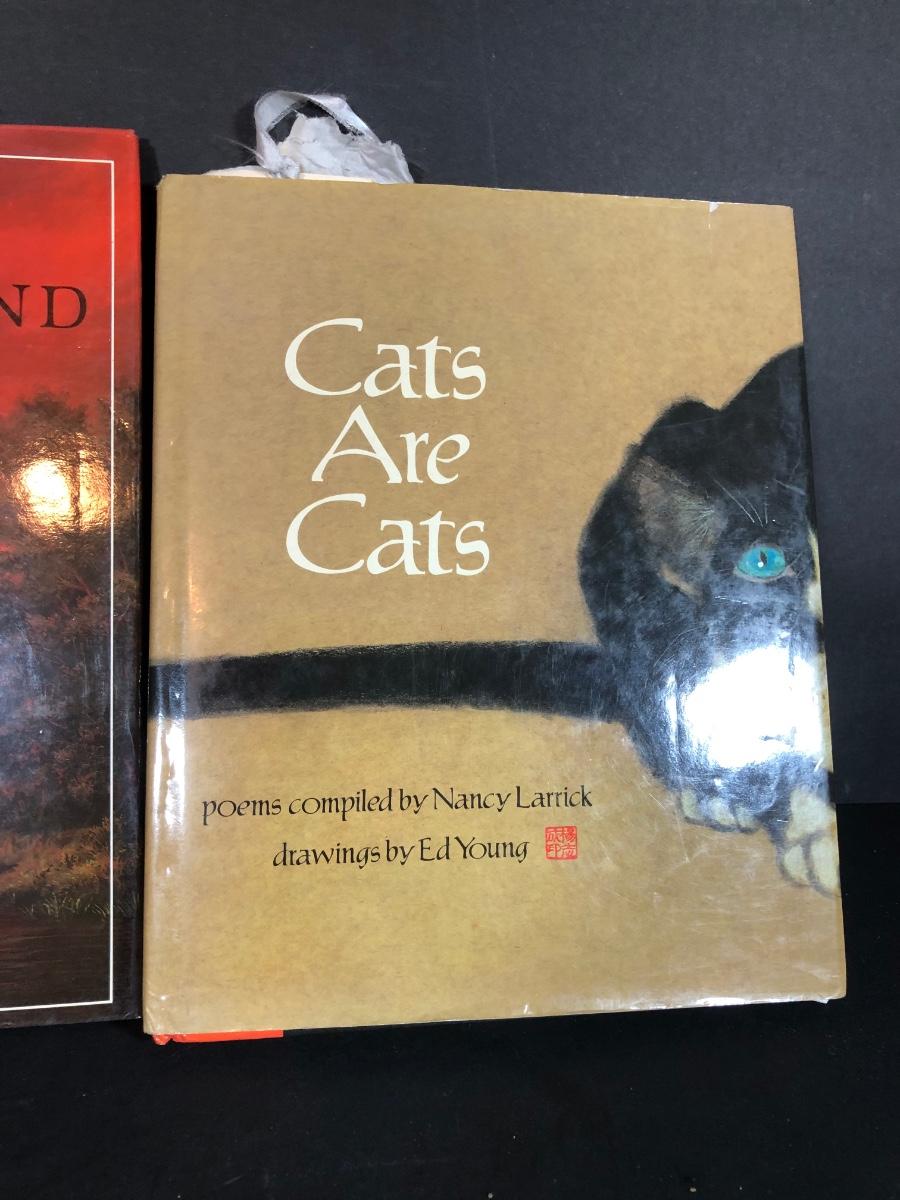 ND
Cats
Are
Cats
poems compiled by Nancy Larrick
drawings by Ed Young